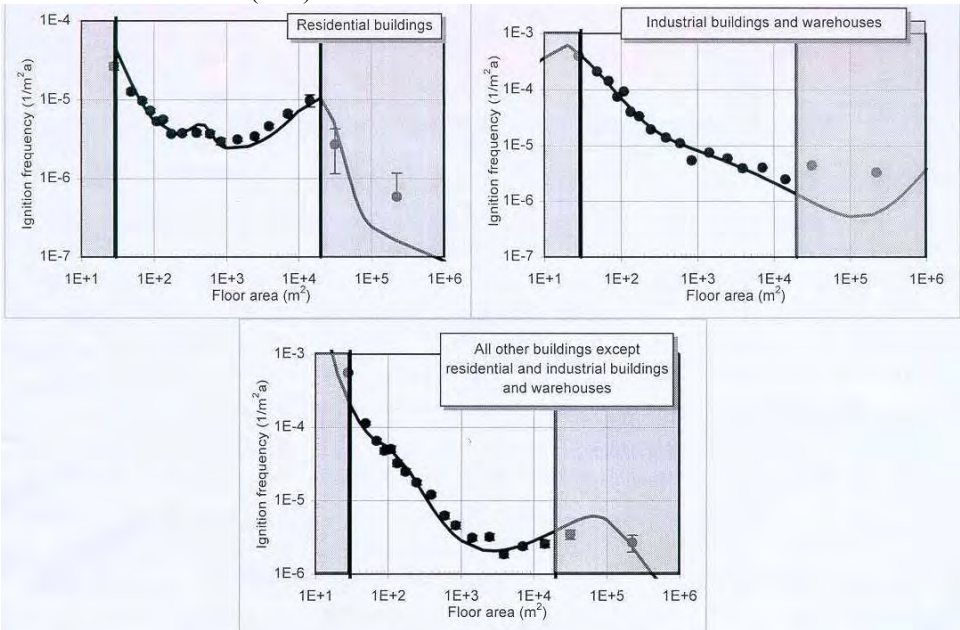 Residential buildings
1E-4
1E-5
1E-6
1E-7
Ignition frequency (1/m²a)
1E+1 1E+2 1E+3 1E+4 1E+5 1E+6
Floor area (m²)
Industrial buildings and warehouses
1E-3
1E-4
1E-5
1E-6
1E-7
Ignition frequency (1/m²a)
1E+1 1E+2 1E+3 1E+4 1E+5 1E+6
Floor area (m²)
All other buildings except
residential and industrial buildings
and warehouses
1E-3
1E-4
1E-5
1E-6
Ignition frequency (1/m²a)
1E+1 1E+2 1E+3 1E+4 1E+5 1E+6
Floor area (m²)